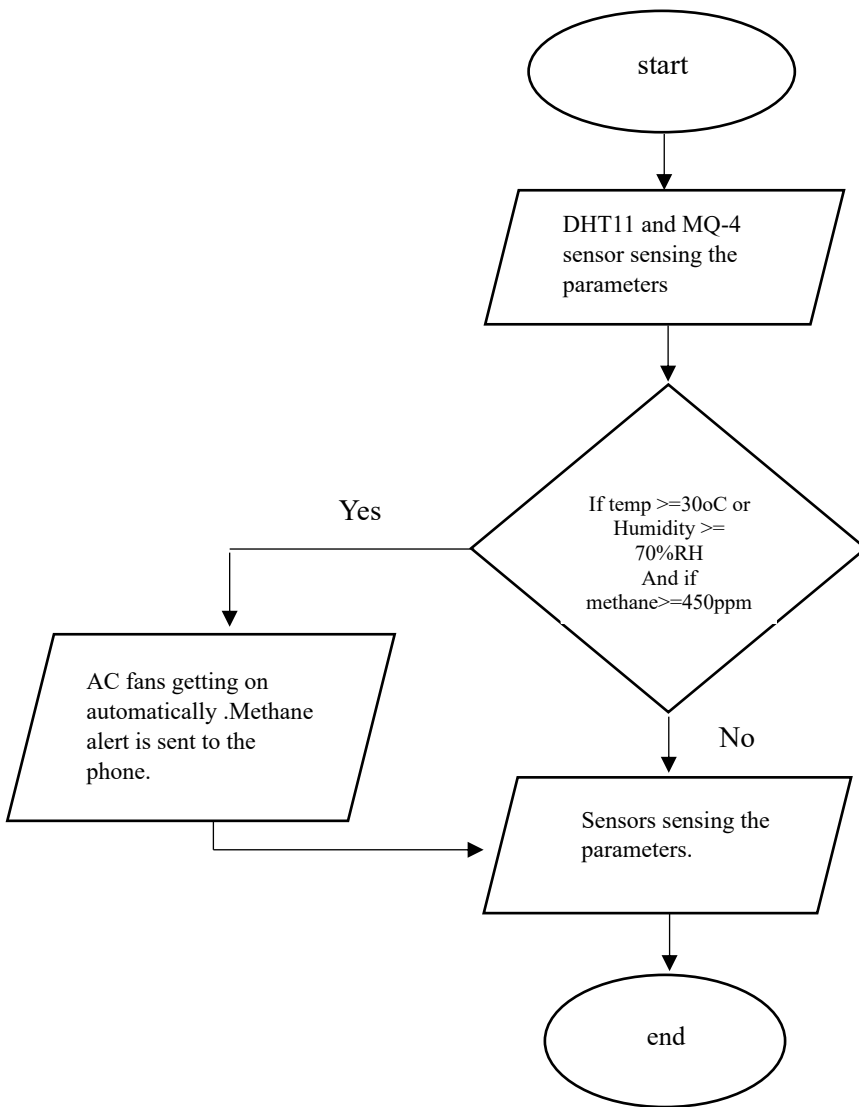 start
DHT11 and MQ-4
sensor sensing the
parameters
If temp >=30oC or
Humidity >=
70%RH
And if
methane>=450ppm
Yes
AC fans getting on
automatically .Methane
alert is sent to the
phone.
No
Sensors sensing the
parameters.
end